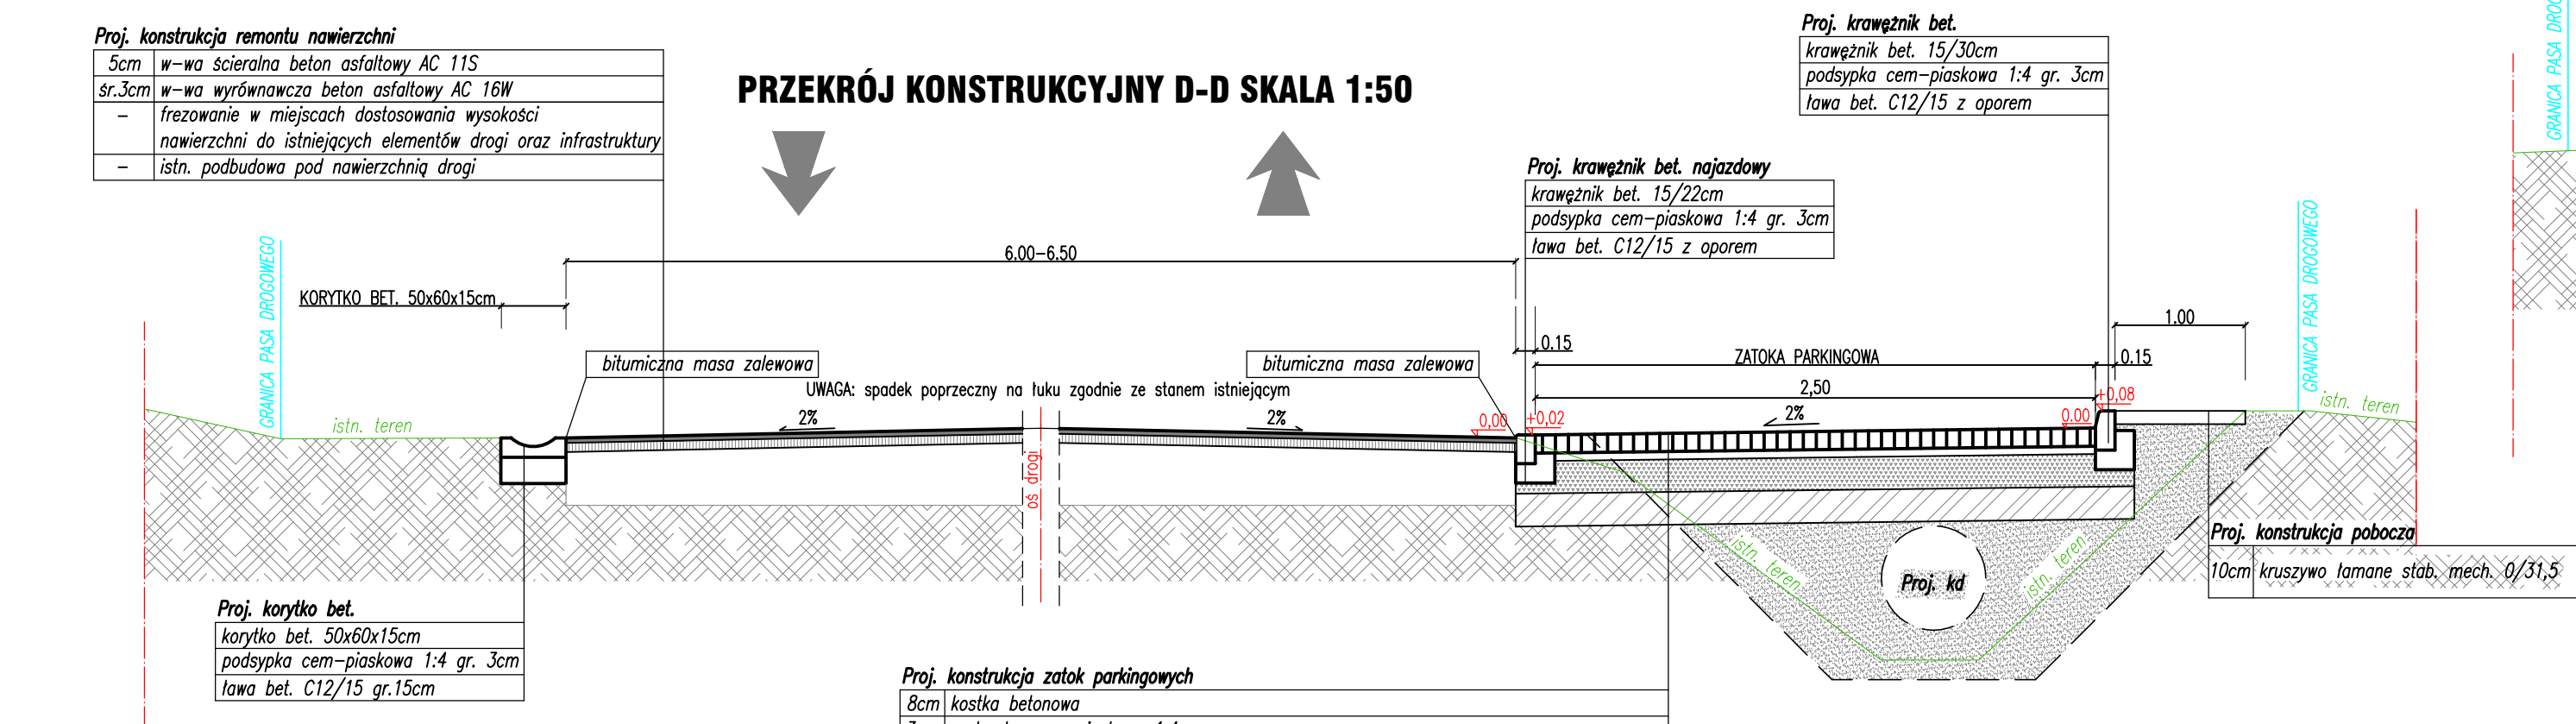 Proj. konstrukcja remontu nawierzchni
5cm w-wa ścieralna beton asfaltowy AC 11S
śr.3cm w-wa wyrównawcza beton asfaltowy AC 16W
- frezowanie w miejscach dostosowania wysokości
nawierzchni do istniejących elementów drogi oraz infrastruktury
- istn. podbudowa pod nawierzchnią drogi
PRZEKRÓJ KONSTRUKCYJNY D-D SKALA 1:50
Proj. krawężnik bet.
krawężnik bet. 15/30cm
podsypka cem-piaskowa 1:4 gr. 3cm
ława bet. C12/15 z oporem
Proj. krawężnik bet. najazdowy
krawężnik bet. 15/22cm
podsypka cem-piaskowa 1:4 gr. 3cm
ława bet. C12/15 z oporem
GRANICA PASA DROGOWEGO
GRANICA PASA DROGOWEGO
GRANICA PASA
6.00-6.50
KORYTKO BET. 50x60x15cm
1.00
0.15
ZATOKA PARKINGOWA
0.15
bitumiczna masa zalewowa
bitumiczna masa zalewowa
UWAGA: spadek poprzeczny na łuku zgodnie ze stanem istniejącym
2,50
+0,08
istn. teren
2%
2%
0,00
+0,02
2%
0.00
istn. teren
oś drogi
istn. teren
istn. teren
Proj. kd
Proj. konstrukcja pobocza
10cm kruszywo łamane stab. mech. 0/31,5
Proj. korytko bet.
korytko bet. 50x60x15cm
podsypka cem-piaskowa 1:4 gr. 3cm
ława bet. C12/15 gr.15cm
Proj. konstrukcja zatok parkingowych
8cm kostka betonowa